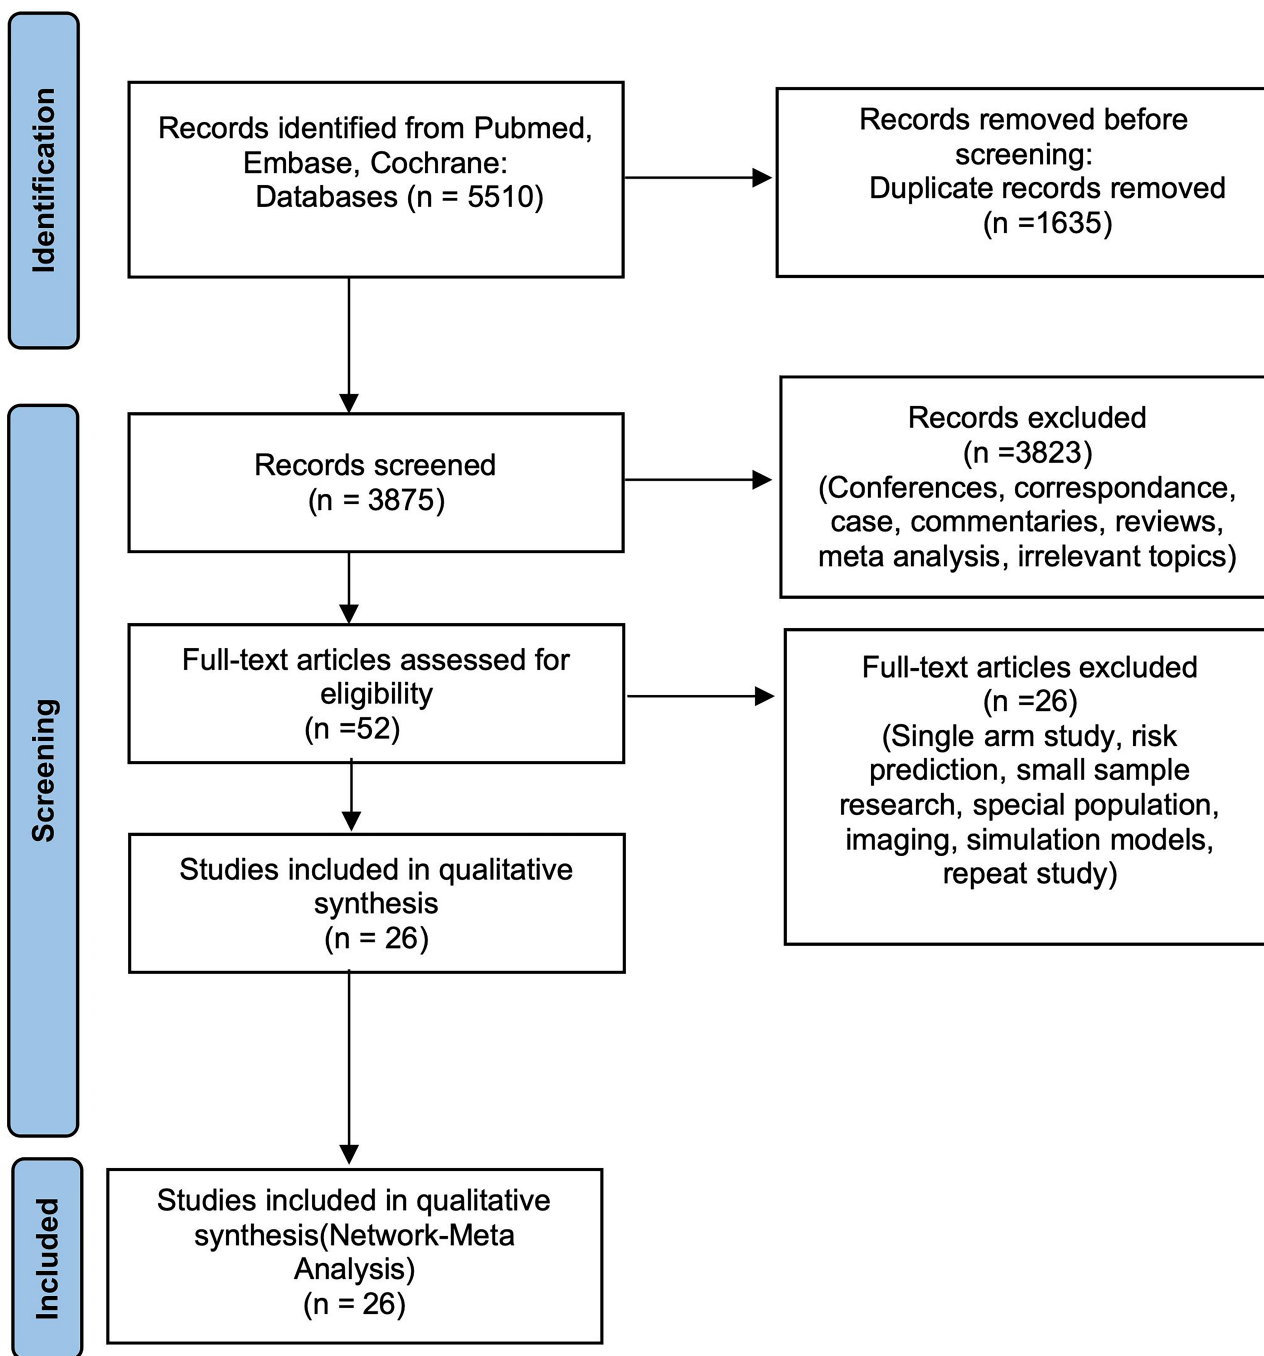 Identification
Records identified from Pubmed,
Embase, Cochrane:
Databases (n = 5510)
Records removed before
screening:
Duplicate records removed
(n =1635)
Screening
Records screened
(n = 3875)
Records excluded
(n =3823)
(Conferences, correspondance,
case, commentaries, reviews,
meta analysis, irrelevant topics)
Full-text articles assessed for
eligibility
(n =52)
Full-text articles excluded
(n =26)
(Single arm study, risk
prediction, small sample
research, special population,
imaging, simulation models,
repeat study)
Studies included in qualitative
synthesis
(n = 26)
Included
Studies included in qualitative
synthesis(Network-Meta
Analysis)
(n = 26)